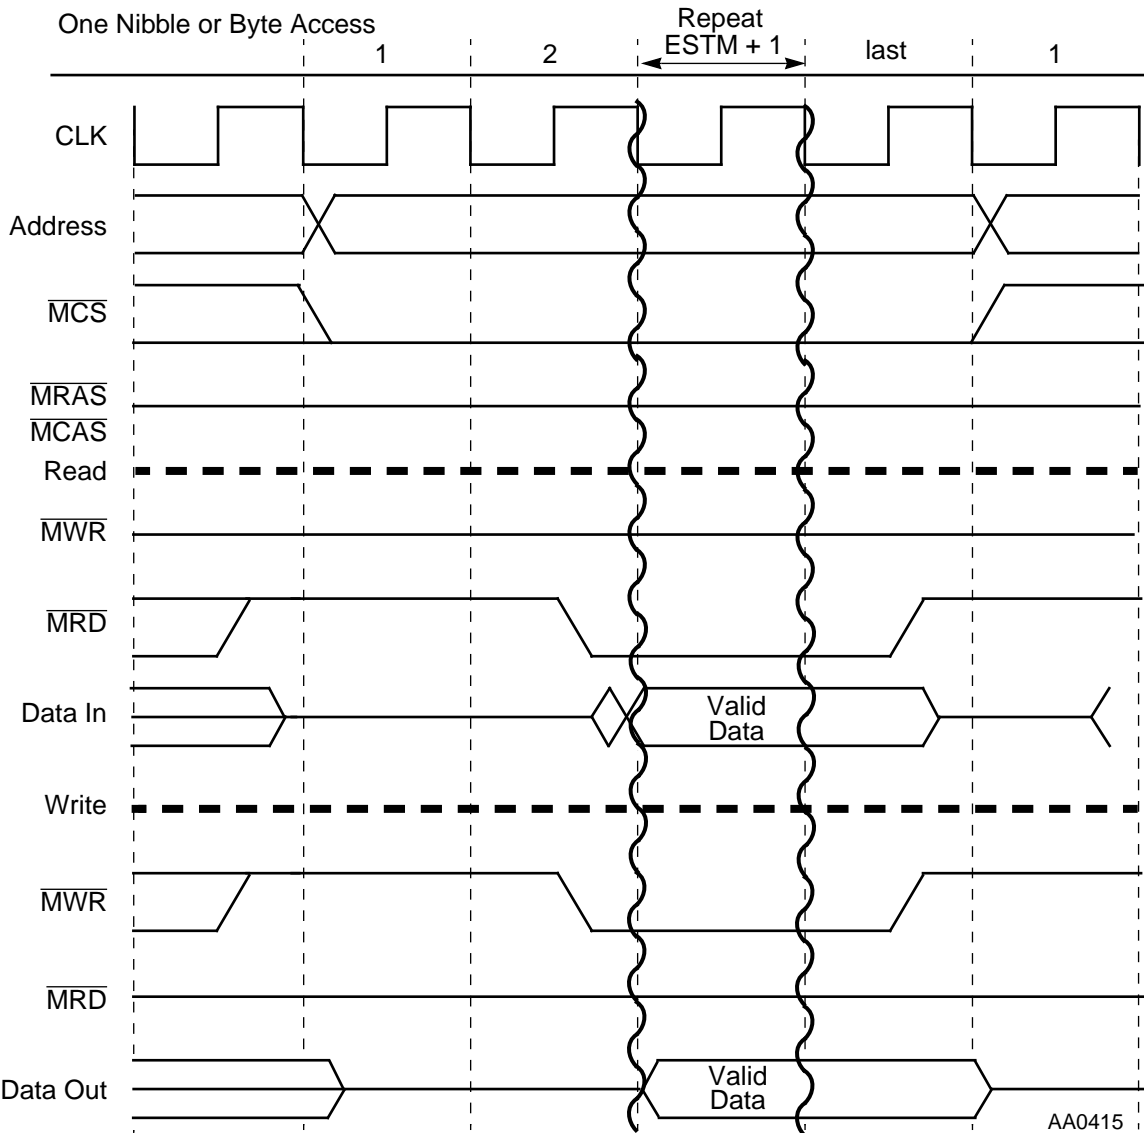 One Nibble or Byte Access
1
2
Repeat
ESTM + 1
last
1
CLK
Address
MCS
MRAS
MCAS
Read
MWR
MRD
Data In
Valid
Data
Write
MWR
MRD
Data Out
Valid
Data
AA0415